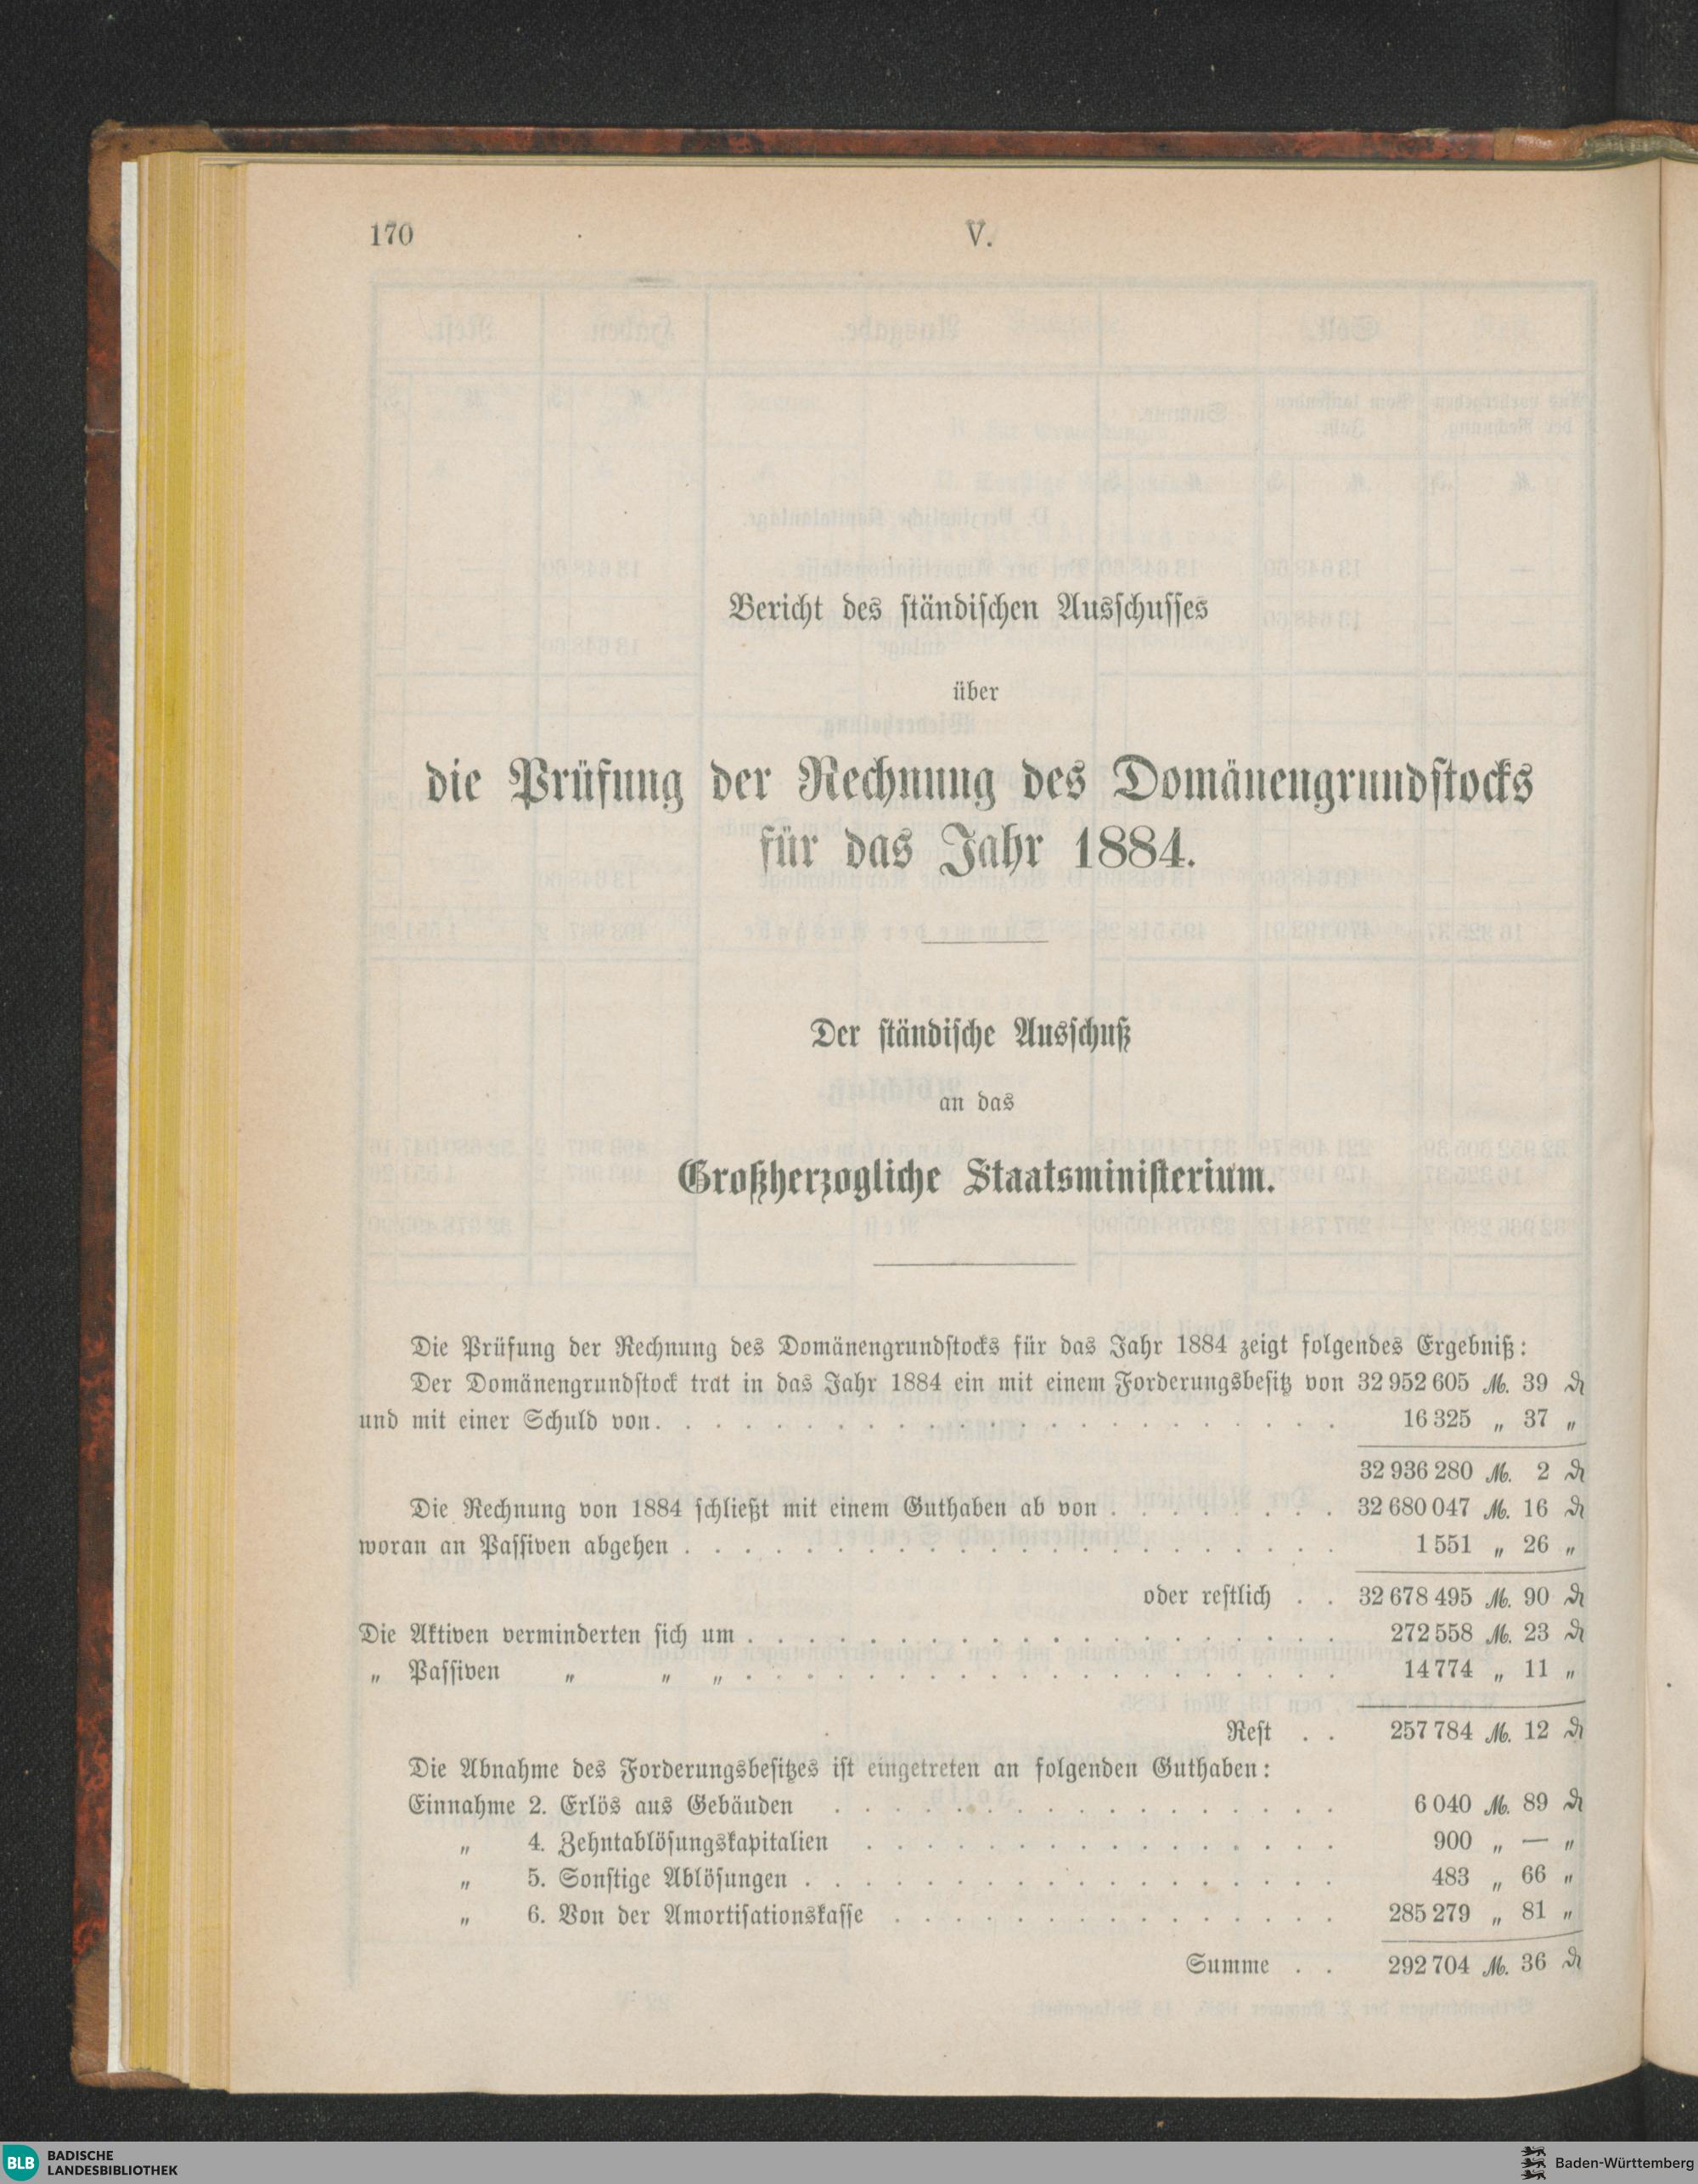 170
V.
Bericht des ständischen Ausschusses
über
die Prüfung der Rechnung des Domänengrundstocks
für das Jahr 1884.
Der ständische Ausschuß
an das
Großherzogliche Staatsministerium.
Die Prüfung der Rechnung des Domänengrundstocks für das Jahr 1884 zeigt folgendes Ergebniß:
Der Domänengrundstock trat in das Jahr 1884 ein mit einem Forderungsbesitz von 32 952 605 ℳ. 39 ₰
und mit einer Schuld von . . . . . . . . . . . . . . . . . . . . . . . 16 325 „ 37 „
32 936 280 ℳ. 2 ₰
Die Rechnung von 1884 schließt mit einem Guthaben ab von . . . . . . . . 32 680 047 ℳ. 16 ₰
woran an Passiven abgehen . . . . . . . . . . . . . . . . . . . . . . 1 551 „ 26 „
oder restlich . . 32 678 495 ℳ. 90 ₰
Die Aktiven verminderten sich um . . . . . . . . . . . . . . . . . . . . 272 558 ℳ. 23 ₰
„ Passiven „ „ „ . . . . . . . . . . . . . . . . . . . . 14 774 „ 11 „
Rest . . 257 784 ℳ. 12 ₰
Die Abnahme des Forderungsbesitzes ist eingetreten an folgenden Guthaben:
Einnahme 2. Erlös aus Gebäuden . . . . . . . . . . . . . . . . . 6 040 ℳ. 89 ₰
„ 4. Zehntablösungskapitalien . . . . . . . . . . . . . . . . 900 „ — „
„ 5. Sonstige Ablösungen . . . . . . . . . . . . . . . . . . 483 „ 66 „
„ 6. Von der Amortisationskasse . . . . . . . . . . . . . . . 285 279 „ 81 „
Summe . . 292 704 ℳ. 36 ₰
BLB BADISCHE
LANDESBIBLIOTHEK
Baden-Württemberg